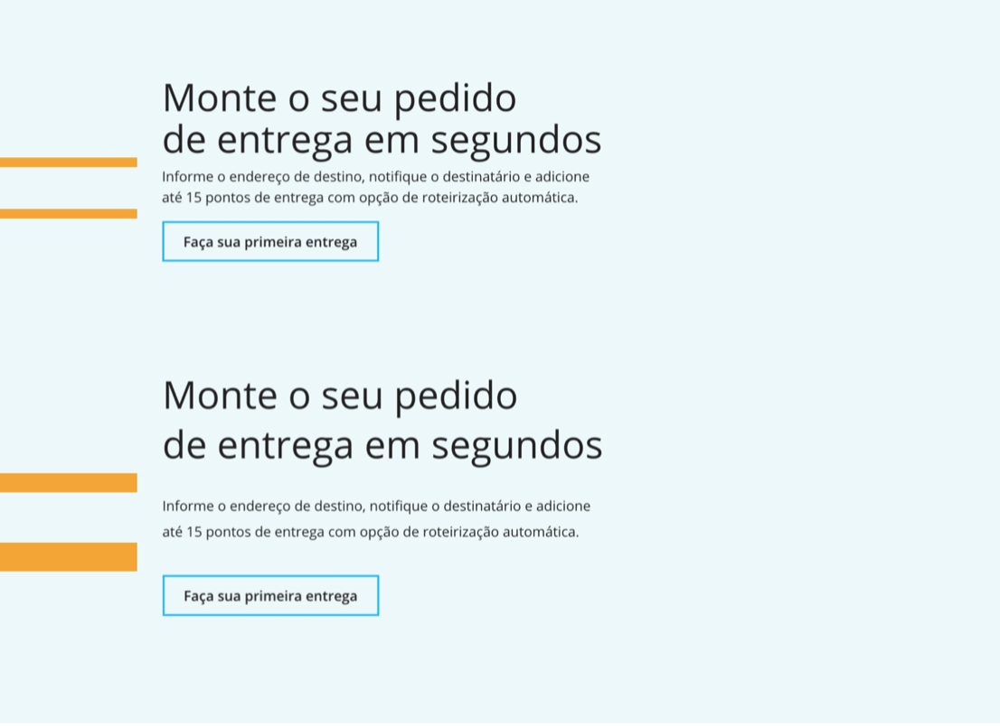 Monte o seu pedido
de entrega em segundos
Informe o endereço de destino, notifique o destinatário e adicione
até 15 pontos de entrega com opção de roteirização automática.
Faça sua primeira entrega
Monte o seu pedido
de entrega em segundos
Informe o endereço de destino, notifique o destinatário e adicione
até 15 pontos de entrega com opção de roteirização automática.
Faça sua primeira entrega